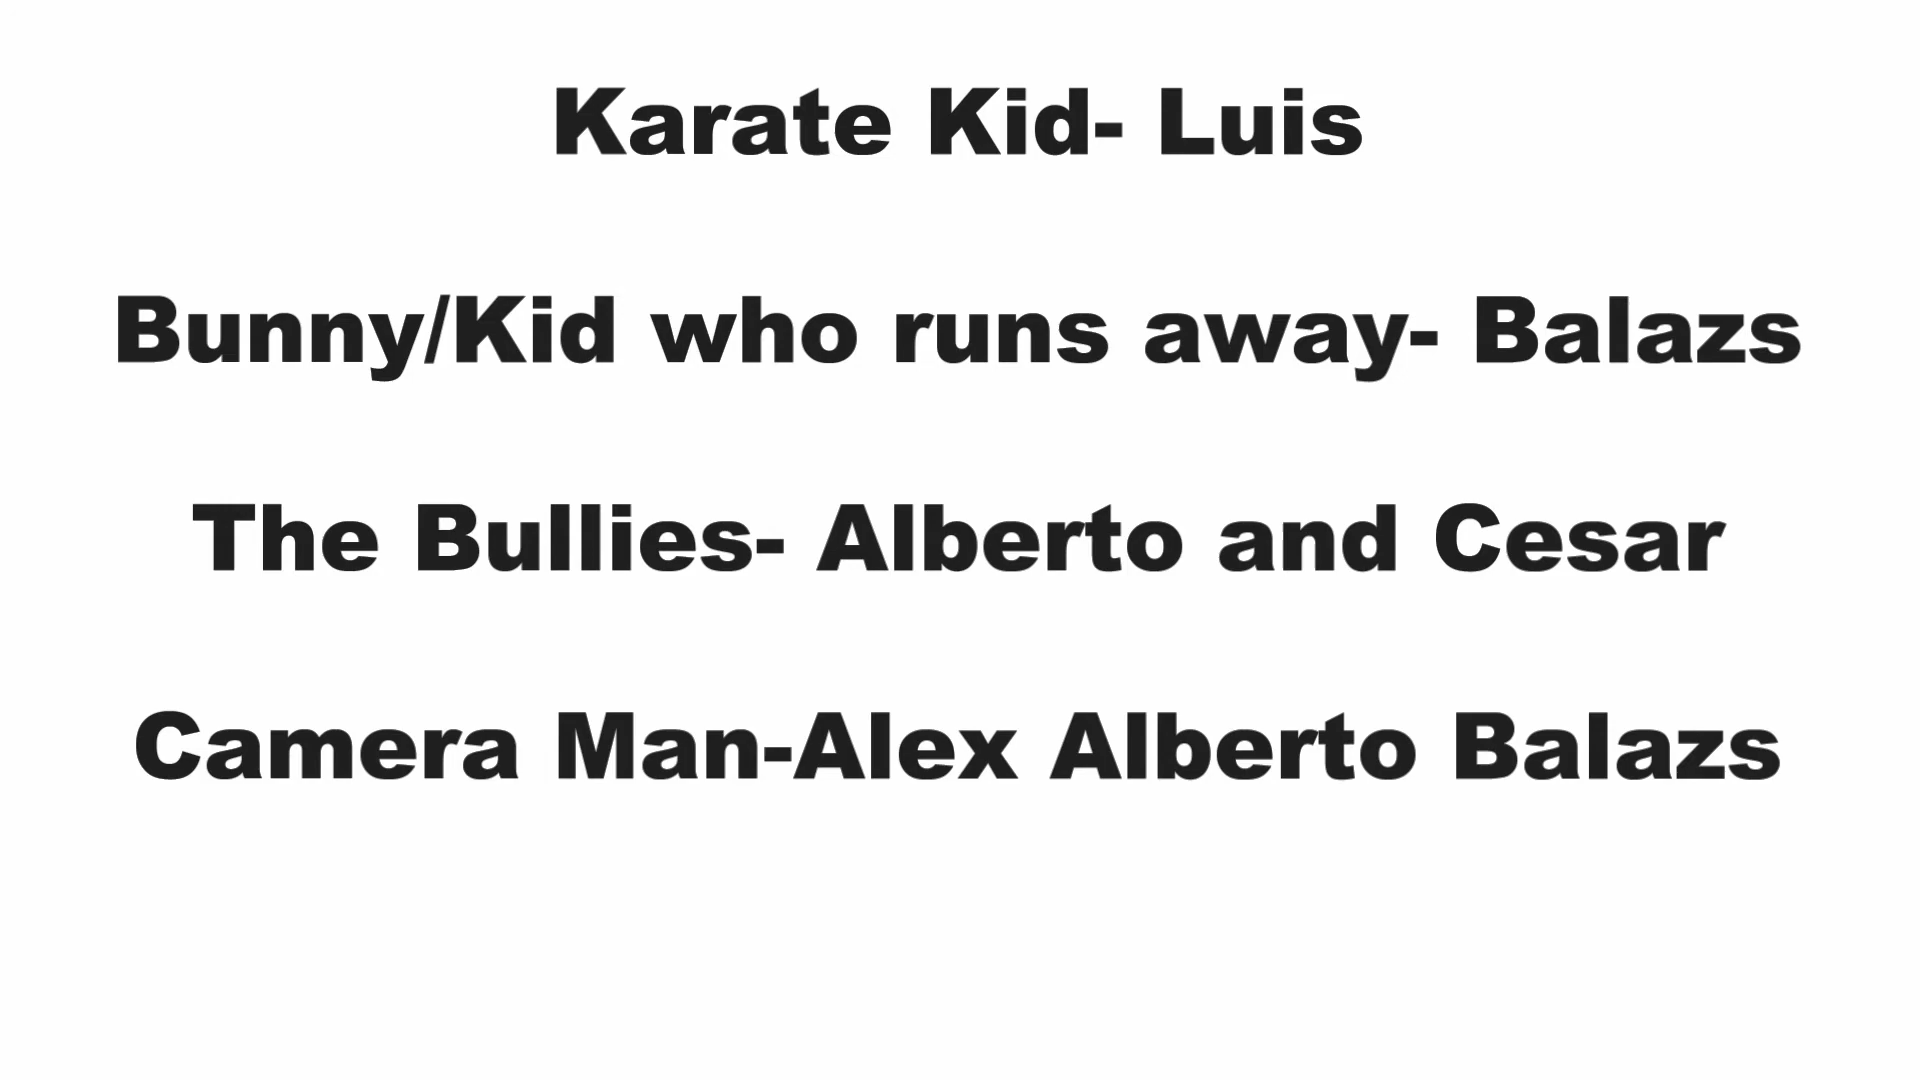 Karate Kid- Luis
Bunny/Kid who runs away- Balazs
The Bullies- Alberto and Cesar
Camera Man-Alex Alberto Balazs